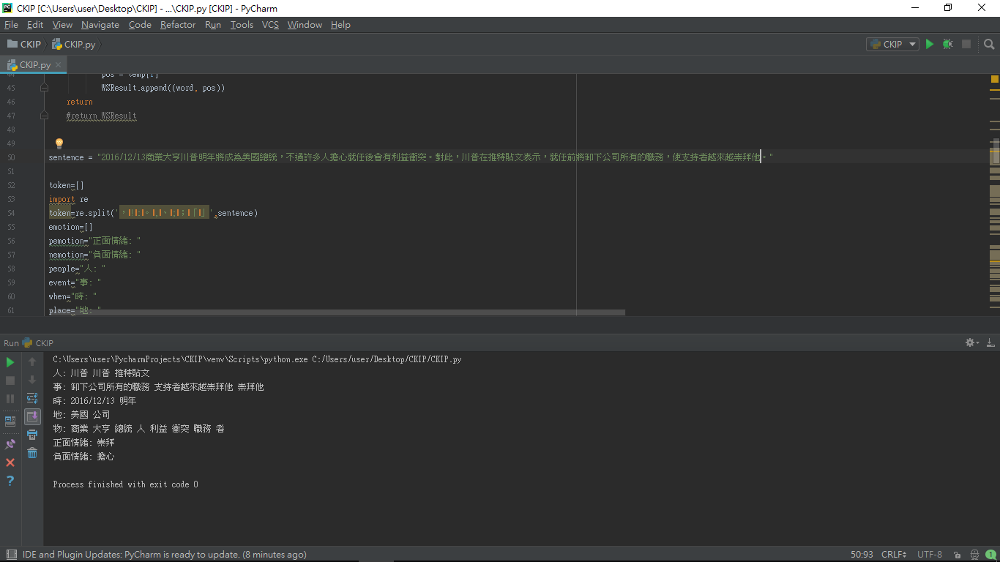 CKIP [C:\Users\user\Desktop\CKIP] - ...\CKIP.py [CKIP] - PyCharm
File Edit View Navigate Code Refactor Run Tools VCS Window Help
CKIP CKIP.py CKIP
CKIP.py
44 pos = temp[1]
45 WSResult.append((word, pos))
46 return
47 #return WSResult
48
49
50 sentence = "2016/12/13商業大亨川普明年將成為美國總統，不過許多人擔心就任後會有利益衝突。對此，川普在推特貼文表示，就任前將卸下公司所有的職務，使支持者越來越崇拜他。"
51
52 token=[]
53 import re
54 token=re.split('，|!|:|。|,|、|;|；|「|」',sentence)
55 emotion=[]
56 pemotion="正面情緒: "
57 nemotion="負面情緒: "
58 people="人: "
59 event="事: "
60 when="時: "
61 place="地: "
Run CKIP
C:\Users\user\PycharmProjects\CKIP\venv\Scripts\python.exe C:/Users/user/Desktop/CKIP/CKIP.py
人: 川普 川普 推特貼文
事: 卸下公司所有的職務 支持者越來越崇拜他 崇拜他
時: 2016/12/13 明年
地: 美國 公司
物: 商業 大亨 總統 人 利益 衝突 職務 者
正面情緒: 崇拜
負面情緒: 擔心
Process finished with exit code 0
IDE and Plugin Updates: PyCharm is ready to update. (8 minutes ago) 50:93 CRLF UTF-8 1